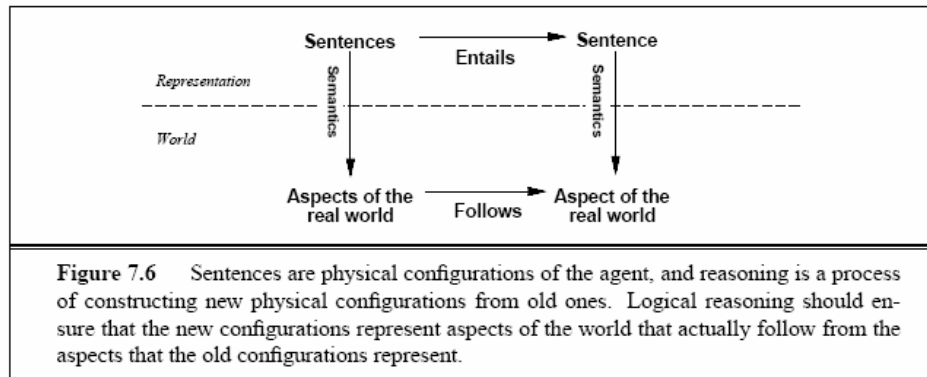 Sentences Sentence
Entails
Semantics Semantics
Representation
World
Aspects of the Aspect of the
real world real world
Follows
Figure 7.6 Sentences are physical configurations of the agent, and reasoning is a process
of constructing new physical configurations from old ones. Logical reasoning should en-
sure that the new configurations represent aspects of the world that actually follow from the
aspects that the old configurations represent.